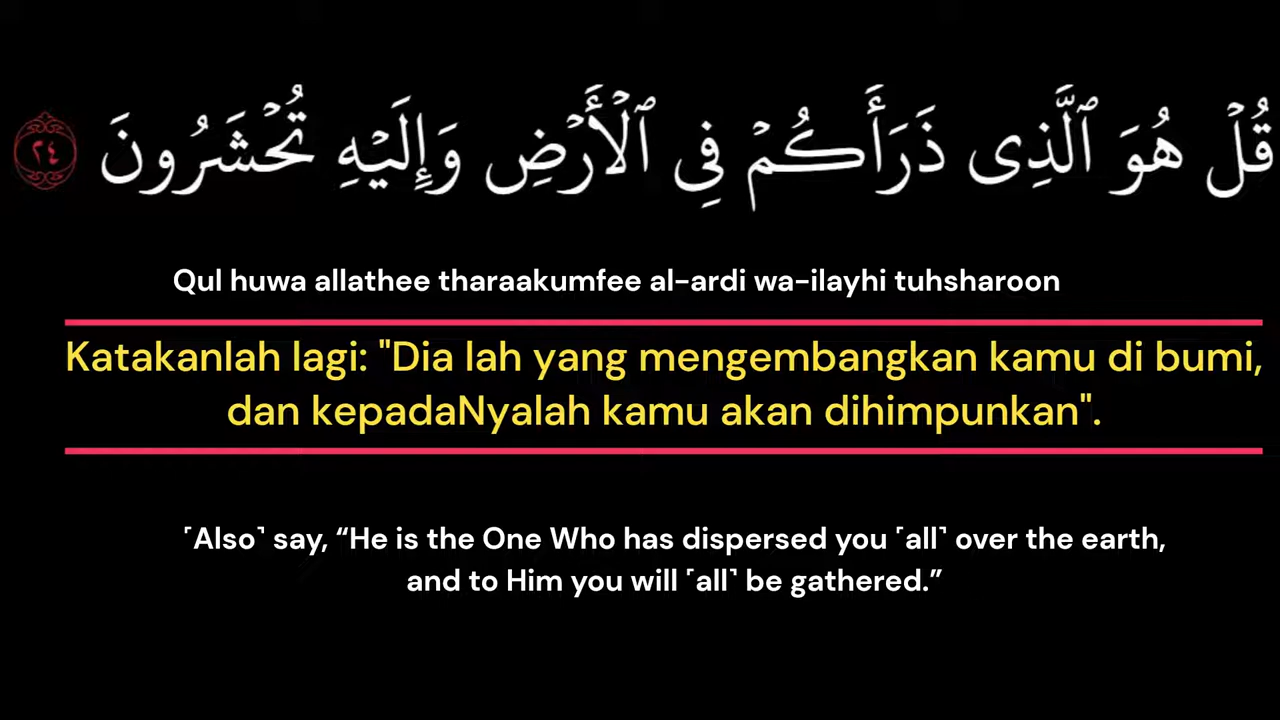 قُلْ هُوَ ٱلَّذِى ذَرَأَكُمْ فِى ٱلْأَرْضِ وَإِلَيْهِ تُحْشَرُونَ ٢٤
Qul huwa allathee tharaakumfee al-ardi wa-ilayhi tuhsharoon
Katakanlah lagi: "Dia lah yang mengembangkan kamu di bumi,
dan kepadaNyalah kamu akan dihimpunkan".
˹Also˺ say, “He is the One Who has dispersed you ˹all˺ over the earth,
and to Him you will ˹all˺ be gathered.”